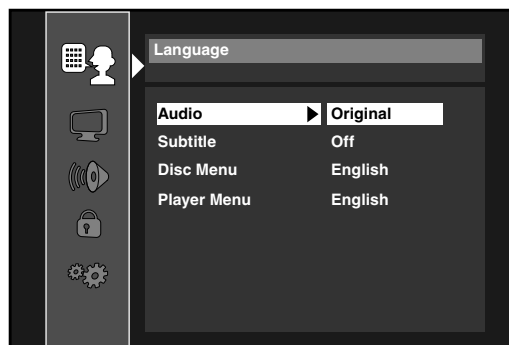 Language
Audio Original
Subtitle Off
Disc Menu English
Player Menu English